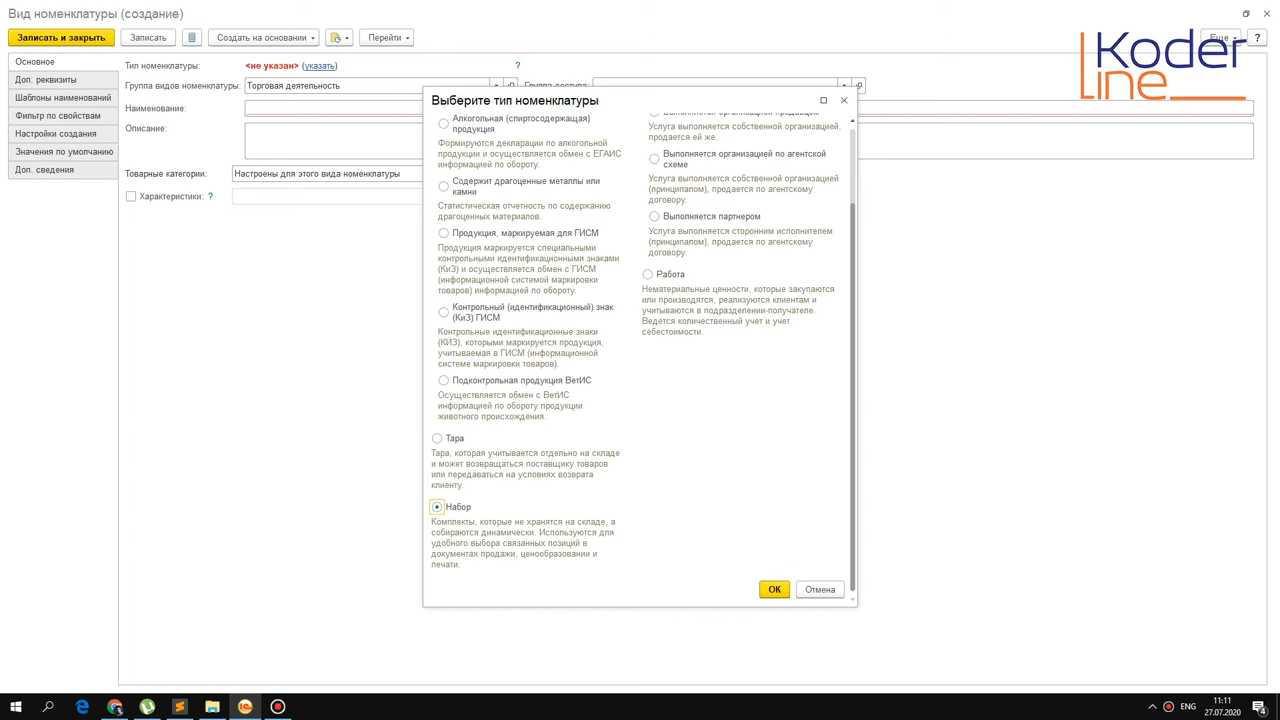 Вид номенклатуры (создание)
Записать и закрыть
Записать
Создать на основании
Перейти
Еще
?
Koder
line
Основное
Доп. реквизиты
Шаблоны наименований
Фильтр по свойствам
Настройки создания
Значения по умолчанию
Доп. сведения
Тип номенклатуры: <не указан> (указать) ?
Группа видов номенклатуры: Торговая деятельность
Группа доступа:
Наименование:
Описание:
Товарные категории: Настроены для этого вида номенклатуры
Характеристики: ?
Выберите тип номенклатуры
Алкогольная (спиртосодержащая)
продукция
Формируются декларации по алкогольной
продукции и осуществляется обмен с ЕГАИС
информацией по обороту.
Содержит драгоценные металлы или
камни
Статистическая отчетность по содержанию
драгоценных материалов.
Продукция, маркируемая для ГИСМ
Продукция маркируется специальными
контрольными идентификационными знаками
(КиЗ) и осуществляется обмен с ГИСМ
(информационной системой маркировки
товаров) информацией по обороту.
Контрольный (идентификационный) знак
(КиЗ) ГИСМ
Контрольные идентификационные знаки
(КИЗ), которыми маркируется продукция,
учитываемая в ГИСМ (информационной
системе маркировки товаров).
Подконтрольная продукция ВетИС
Осуществляется обмен с ВетИС
информацией по обороту продукции
животного происхождения.
Тара
Тара, которая учитывается отдельно на складе
и может возвращаться поставщику товаров
или передаваться на условиях возврата
клиенту.
Набор
Комплекты, которые не хранятся на складе, а
собираются динамически. Используются для
удобного выбора связанных позиций в
документах продажи, ценообразовании и
печати.
Выполняется организацией-продавцом
Услуга выполняется собственной организацией,
продается ей же.
Выполняется организацией по агентской
схеме
Услуга выполняется собственной организацией
(принципалом), продается по агентскому
договору.
Выполняется партнером
Услуга выполняется сторонним исполнителем
(принципалом), продается по агентскому
договору.
Работа
Нематериальные ценности, которые закупаются
или производятся, реализуются клиентам и
учитываются в подразделении-получателе.
Ведется количественный учет и учет
себестоимости.
ОК
Отмена
ENG
11:11
27.07.2020
4